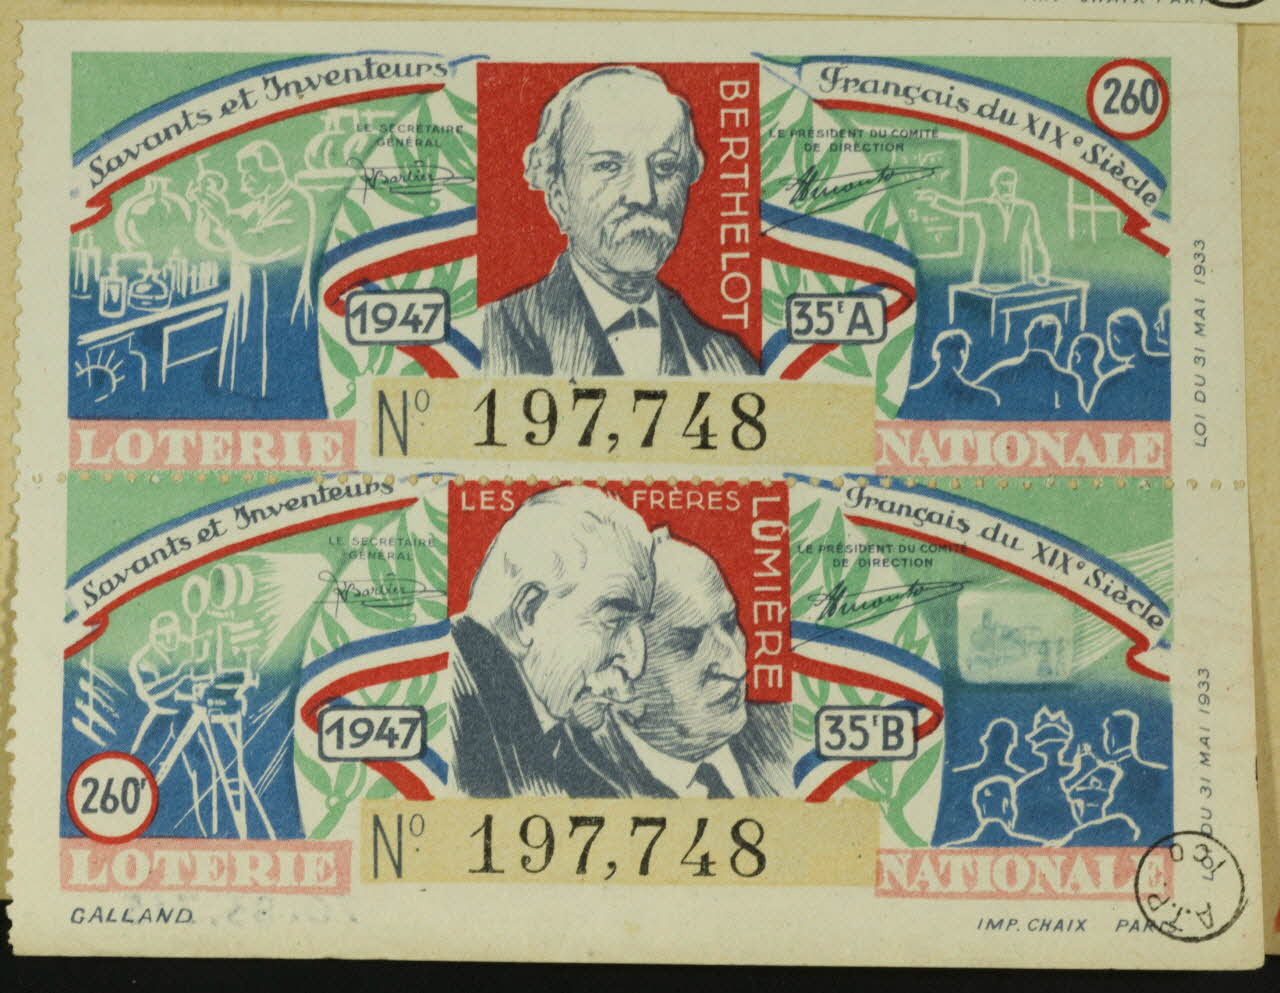 Savants et Inventeurs
Français du XIXe Siècle
260
LE SECRÉTAIRE
GÉNÉRAL
BERTHELOT
LE PRÉSIDENT DU COMITÉ
DE DIRECTION
1947
35e A
No. 197,748
LOTERIE
NATIONALE
LOI DU 31 MAI 1933
Savants et Inventeurs
Français du XIXe Siècle
LE SECRÉTAIRE
GÉNÉRAL
LES FRÈRES
LUMIÈRE
LE PRÉSIDENT DU COMITÉ
DE DIRECTION
1947
35e B
260f
No. 197,748
LOTERIE
NATIONALE
LOI DU 31 MAI 1933
GALLAND
IMP. CHAIX PARIS
A.T.P.